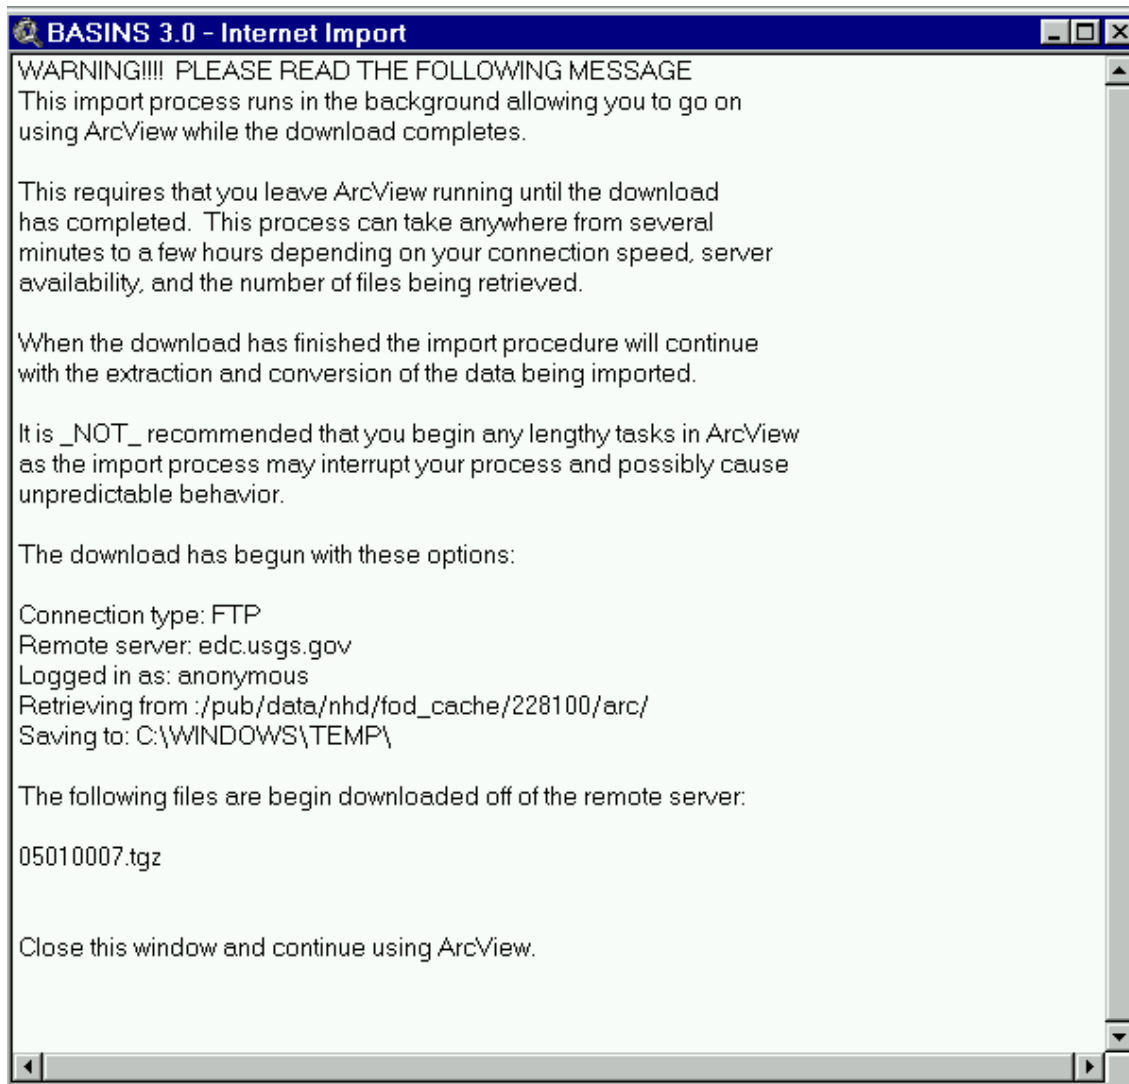 BASINS 3.0 - Internet Import
WARNING!!!! PLEASE READ THE FOLLOWING MESSAGE
This import process runs in the background allowing you to go on
using ArcView while the download completes.
This requires that you leave ArcView running until the download
has completed. This process can take anywhere from several
minutes to a few hours depending on your connection speed, server
availability, and the number of files being retrieved.
When the download has finished the import procedure will continue
with the extraction and conversion of the data being imported.
It is _NOT_ recommended that you begin any lengthy tasks in ArcView
as the import process may interrupt your process and possibly cause
unpredictable behavior.
The download has begun with these options:
Connection type: FTP
Remote server: edc.usgs.gov
Logged in as: anonymous
Retrieving from :/pub/data/nhd/fod_cache/228100/arc/
Saving to: C:\WINDOWS\TEMP\
The following files are begin downloaded off of the remote server:
05010007.tgz
Close this window and continue using ArcView.